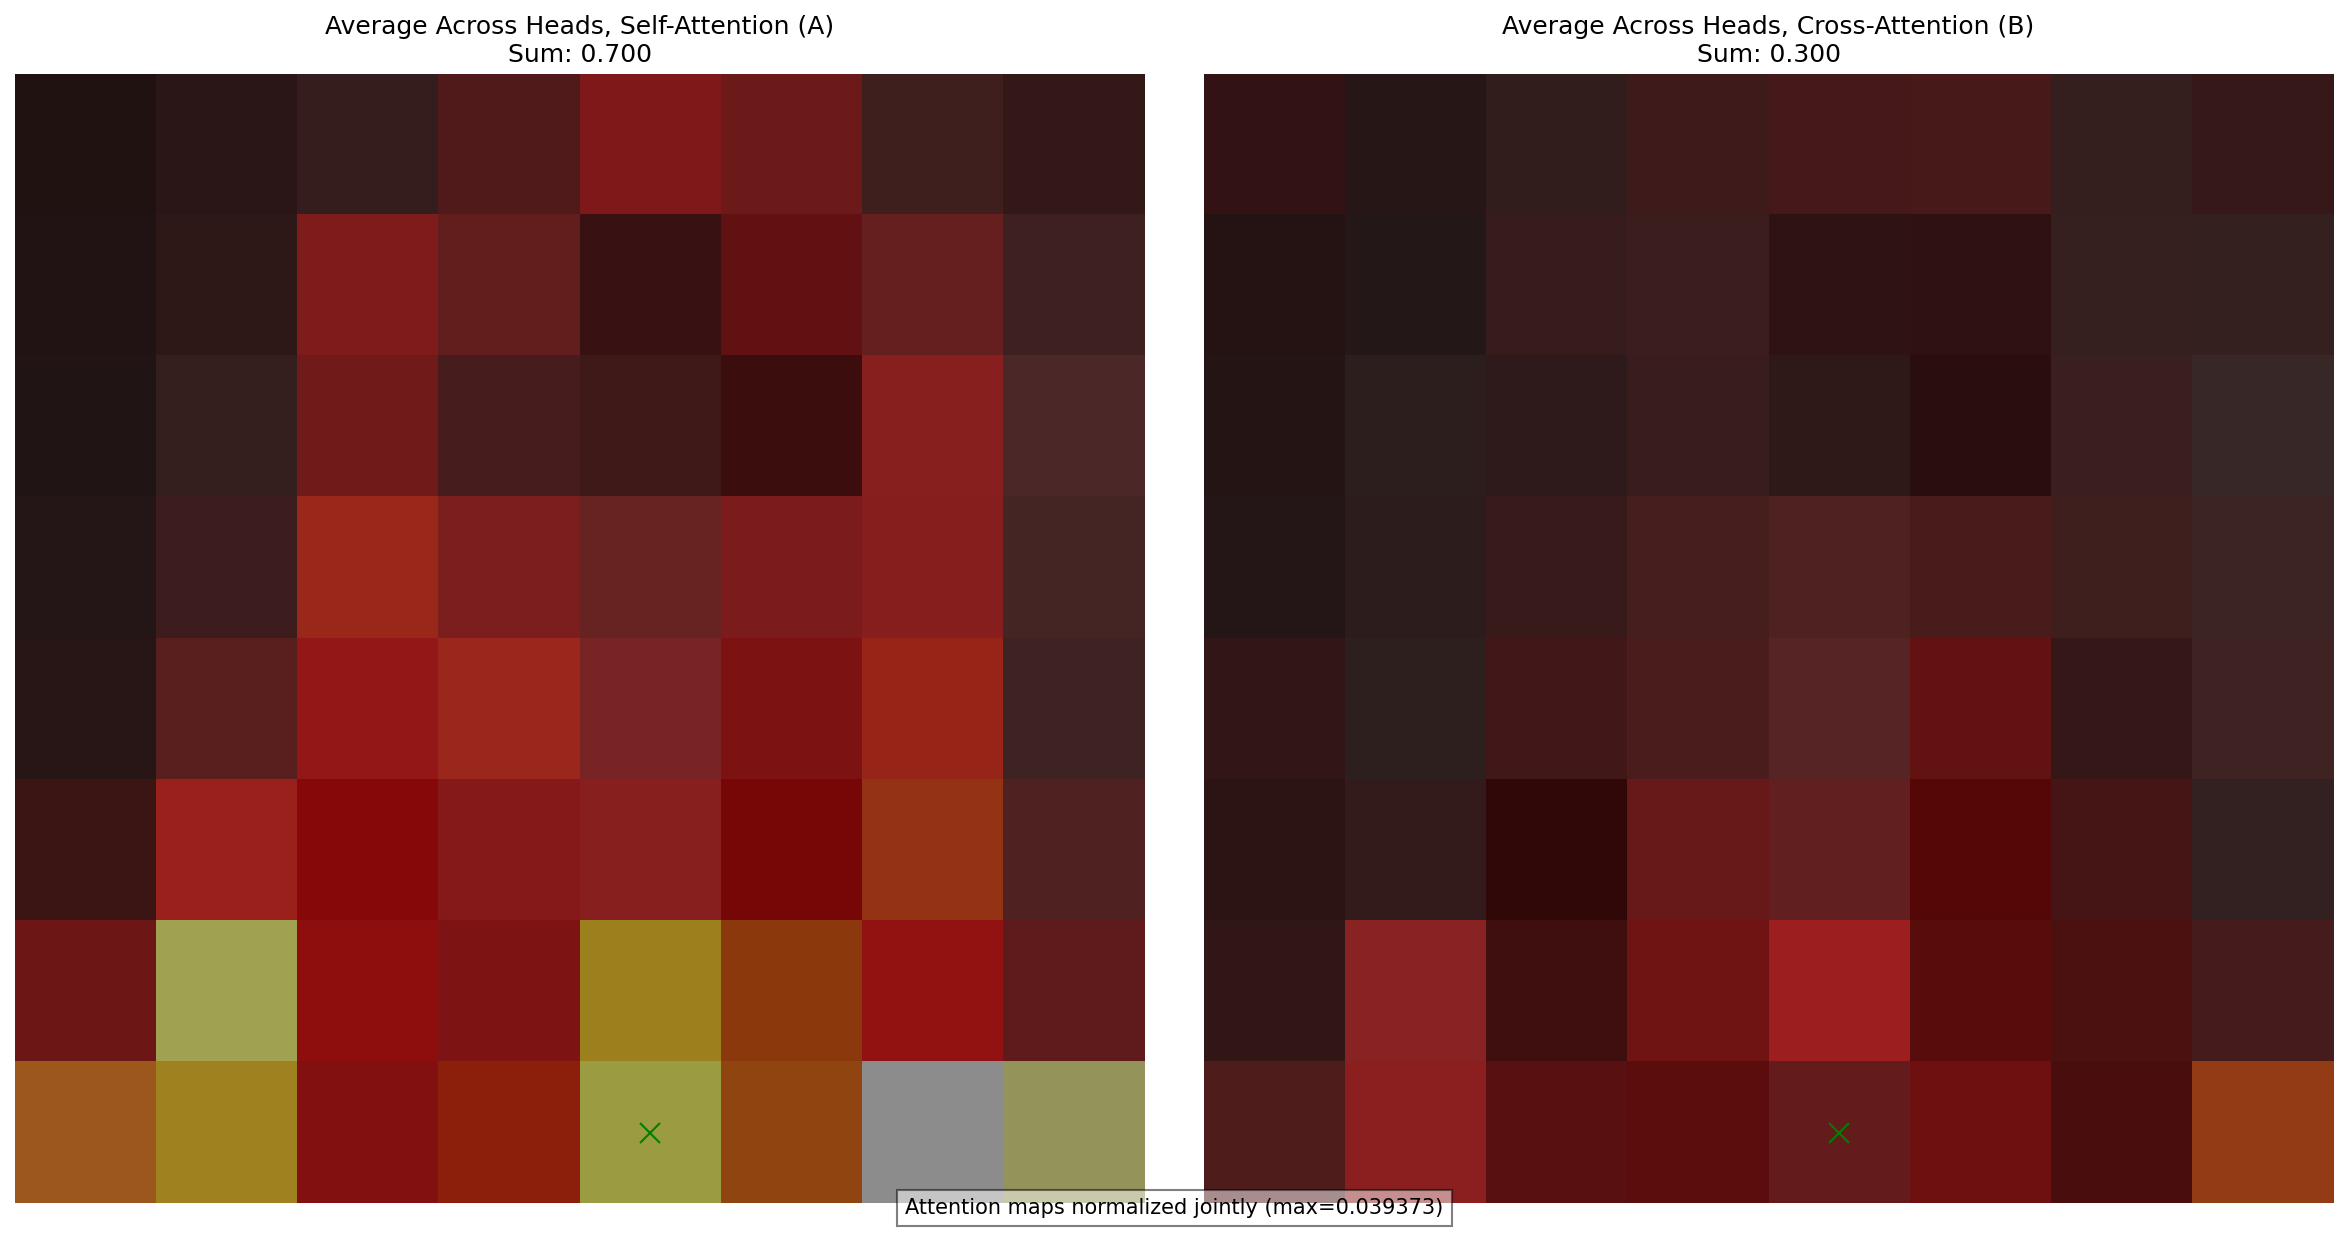 Average Across Heads, Self-Attention (A)
Sum: 0.700
Average Across Heads, Cross-Attention (B)
Sum: 0.300
Attention maps normalized jointly (max=0.039373)